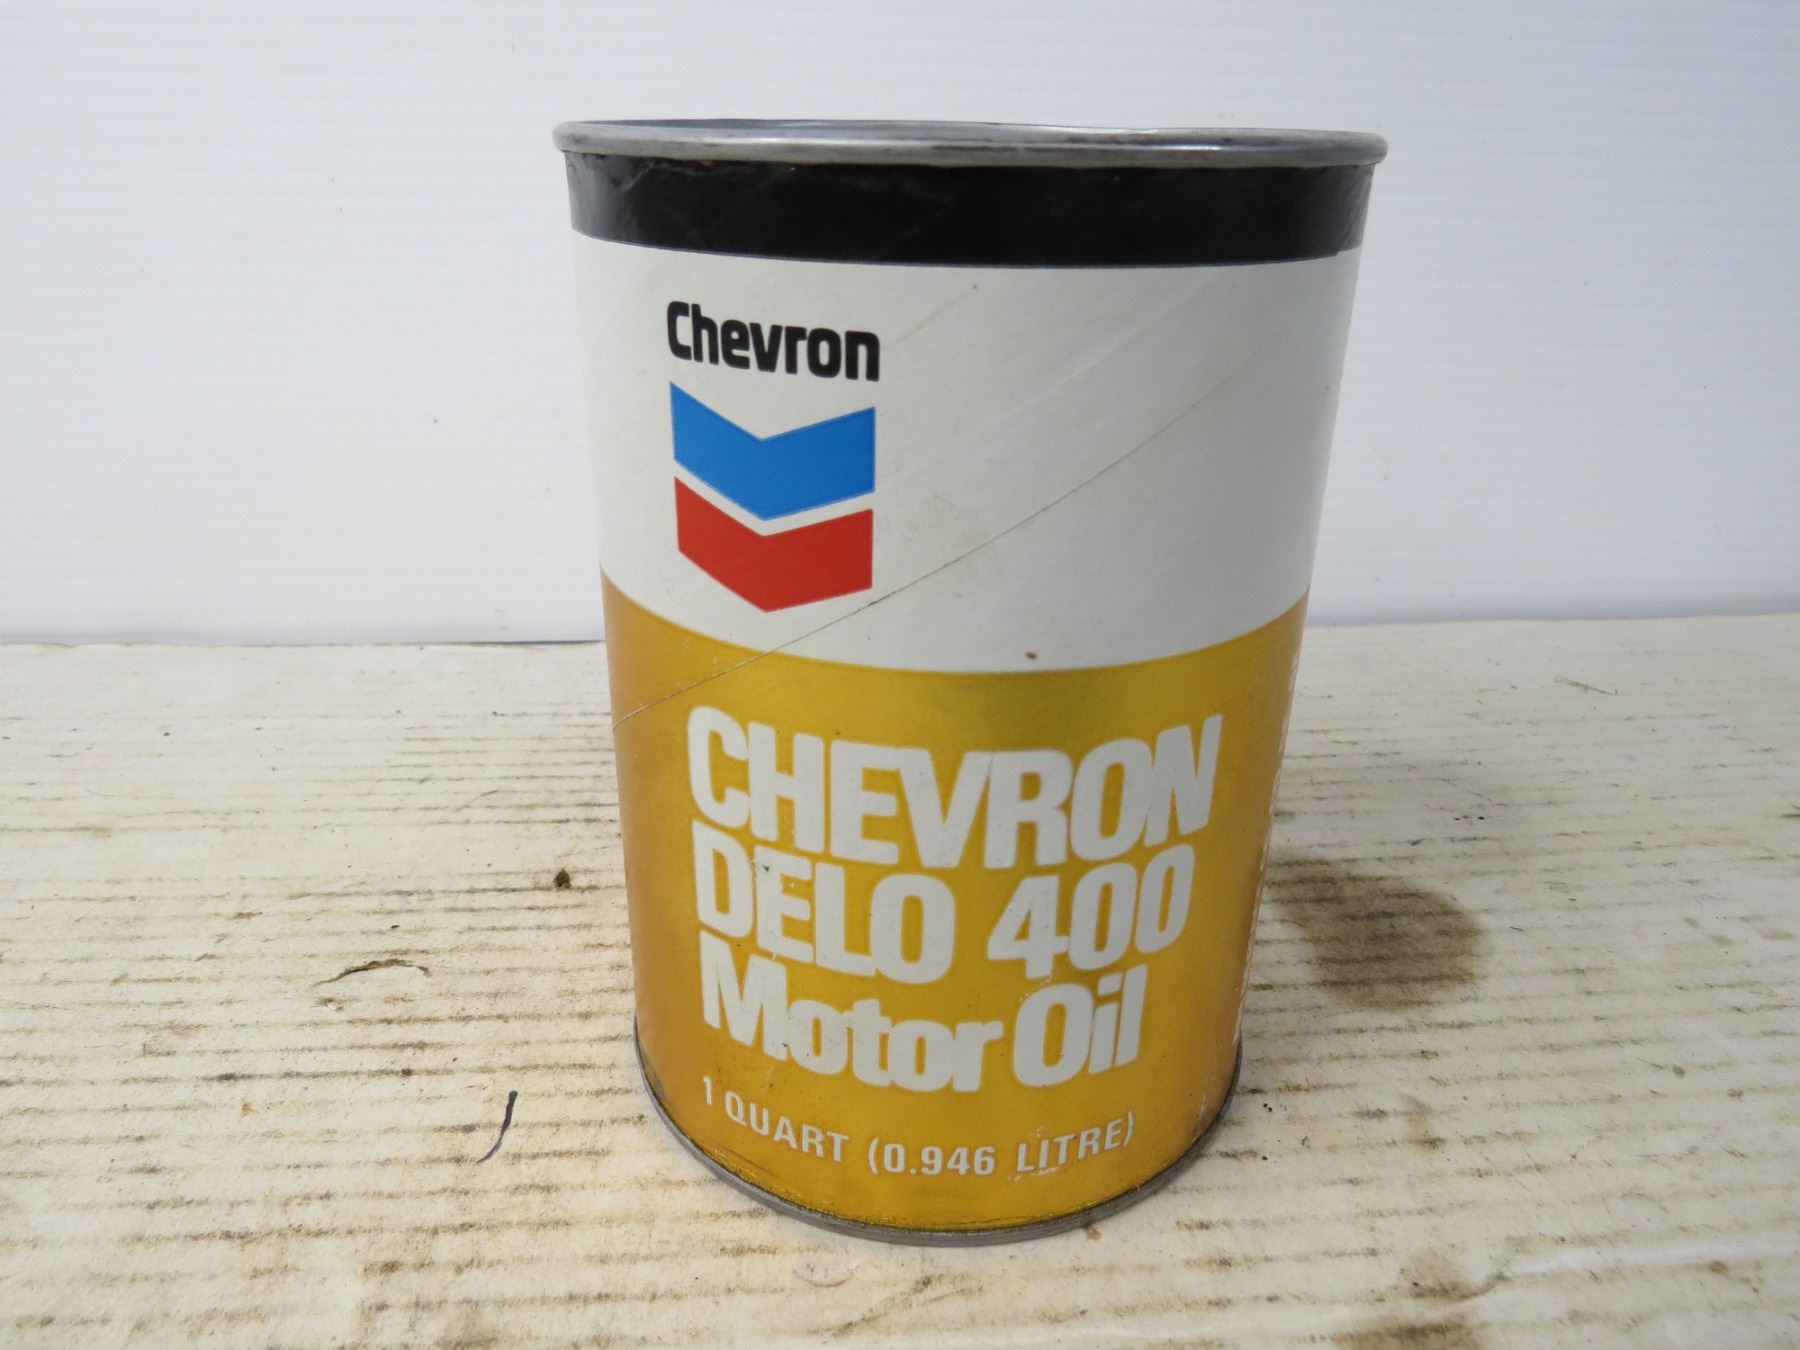 Chevron
CHEVRON
DELO 400
Motor Oil
1 QUART (0.946 LITRE)